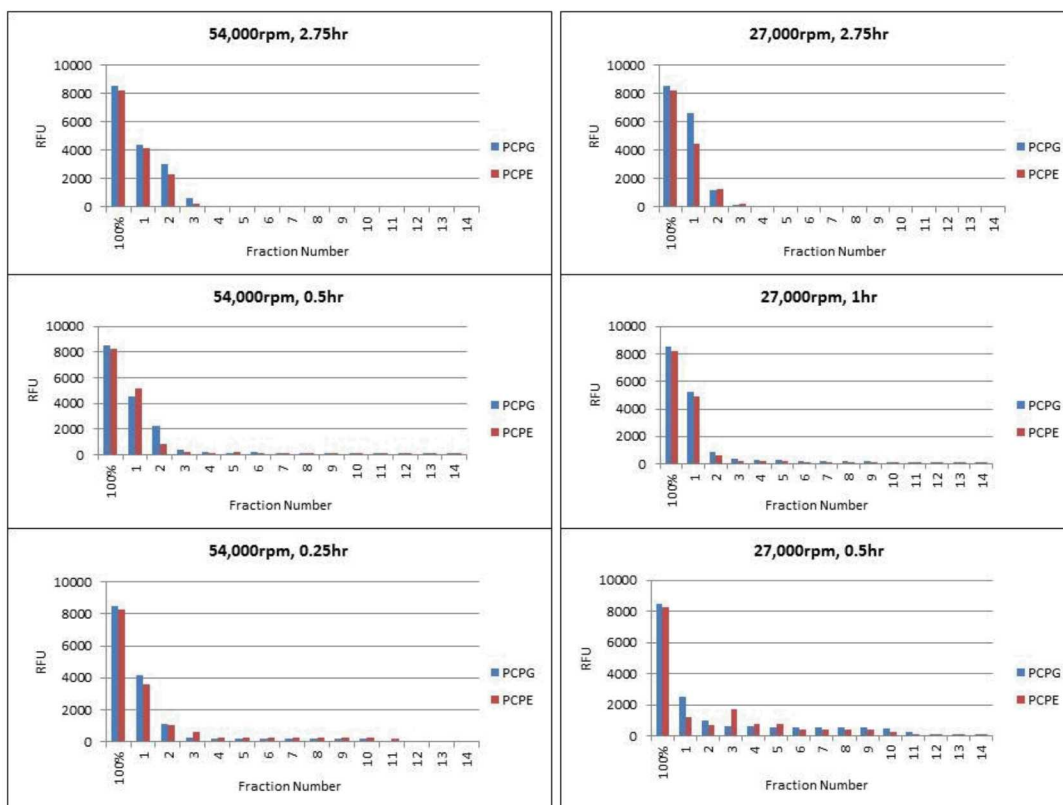 54,000rpm, 2.75hr
10000
8000
6000
4000
2000
0
RFU
100% 1 2 3 4 5 6 7 8 9 10 11 12 13 14
Fraction Number
PCPG
PCPE
27,000rpm, 2.75hr
10000
8000
6000
4000
2000
0
RFU
100% 1 2 3 4 5 6 7 8 9 10 11 12 13 14
Fraction Number
PCPG
PCPE
54,000rpm, 0.5hr
10000
8000
6000
4000
2000
0
RFU
100% 1 2 3 4 5 6 7 8 9 10 11 12 13 14
Fraction Number
PCPG
PCPE
27,000rpm, 1hr
10000
8000
6000
4000
2000
0
RFU
100% 1 2 3 4 5 6 7 8 9 10 11 12 13 14
Fraction Number
PCPG
PCPE
54,000rpm, 0.25hr
10000
8000
6000
4000
2000
0
RFU
100% 1 2 3 4 5 6 7 8 9 10 11 12 13 14
Fraction Number
PCPG
PCPE
27,000rpm, 0.5hr
10000
8000
6000
4000
2000
0
RFU
100% 1 2 3 4 5 6 7 8 9 10 11 12 13 14
Fraction Number
PCPG
PCPE